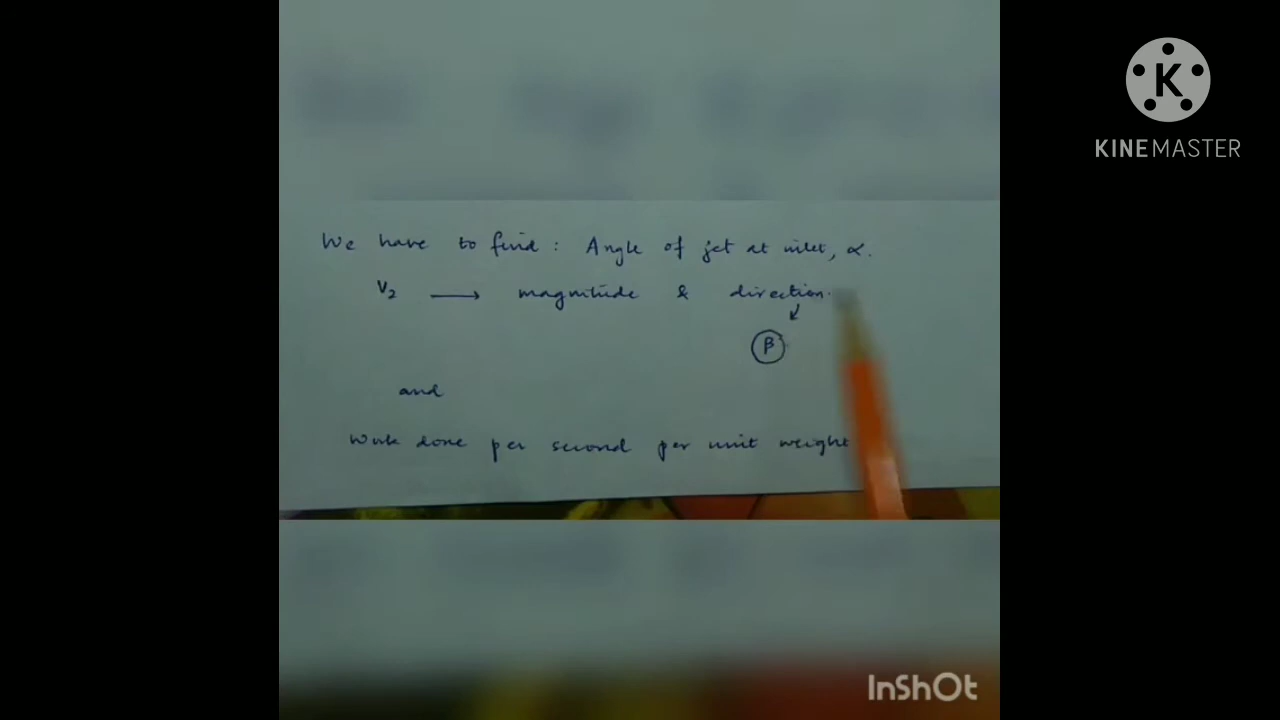 We have to find : Angle of jet at inlet, α.
V2 → magnitude & direction.
β
and
Work done per second per unit weight
K
KINEMASTER
InShOt